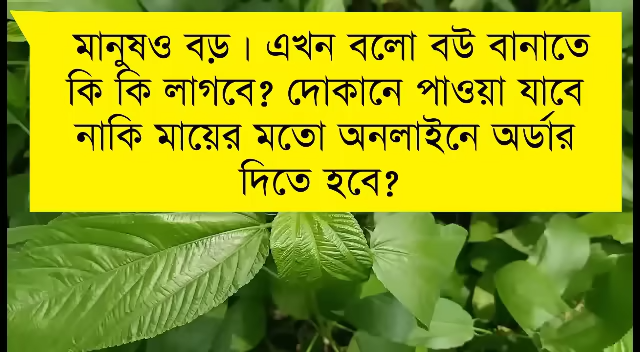 মানুষও বড় । এখন বলো বউ বানাতে
কি কি লাগবে? দোকানে পাওয়া যাবে
নাকি মায়ের মতো অনলাইনে অর্ডার
দিতে হবে?